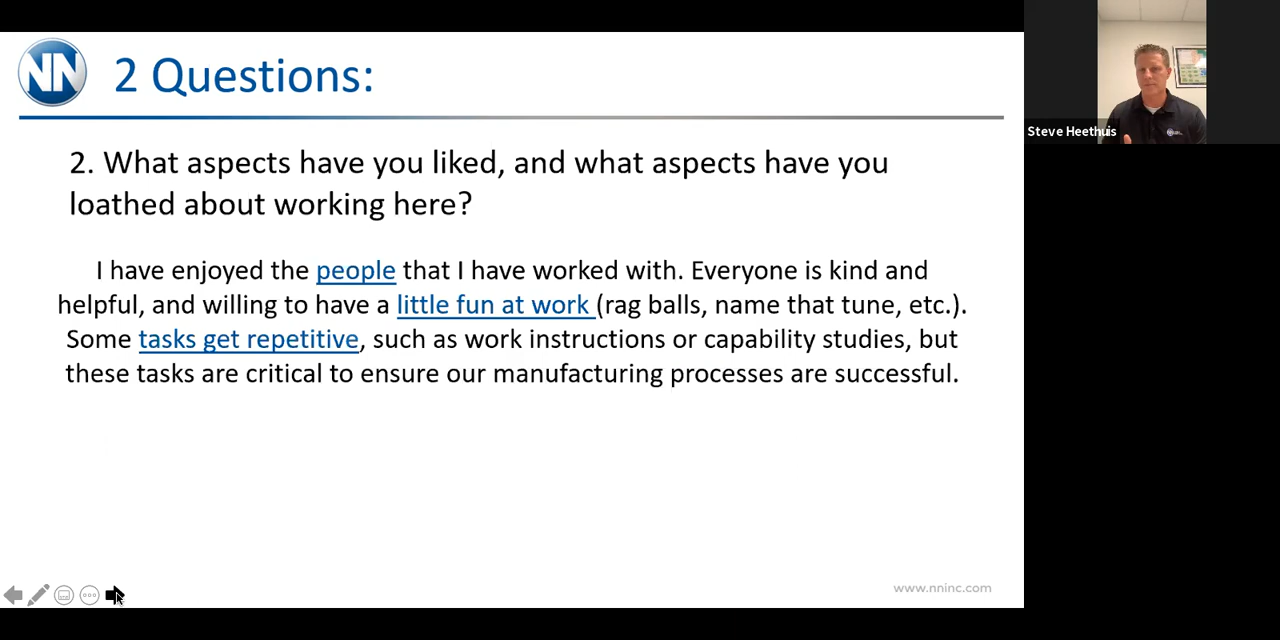 NN
2 Questions:
2. What aspects have you liked, and what aspects have you
loathed about working here?
I have enjoyed the people that I have worked with. Everyone is kind and
helpful, and willing to have a little fun at work (rag balls, name that tune, etc.).
Some tasks get repetitive, such as work instructions or capability studies, but
these tasks are critical to ensure our manufacturing processes are successful.
www.nninc.com
Steve Heethuis